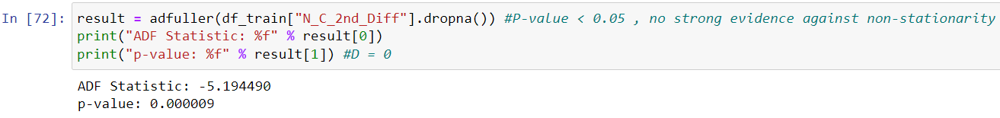 In [72]: result = adfuller(df_train["N_C_2nd_Diff"].dropna()) #P-value < 0.05 , no strong evidence against non-stationarity
print("ADF Statistic: %f" % result[0])
print("p-value: %f" % result[1]) #D = 0
ADF Statistic: -5.194490
p-value: 0.000009